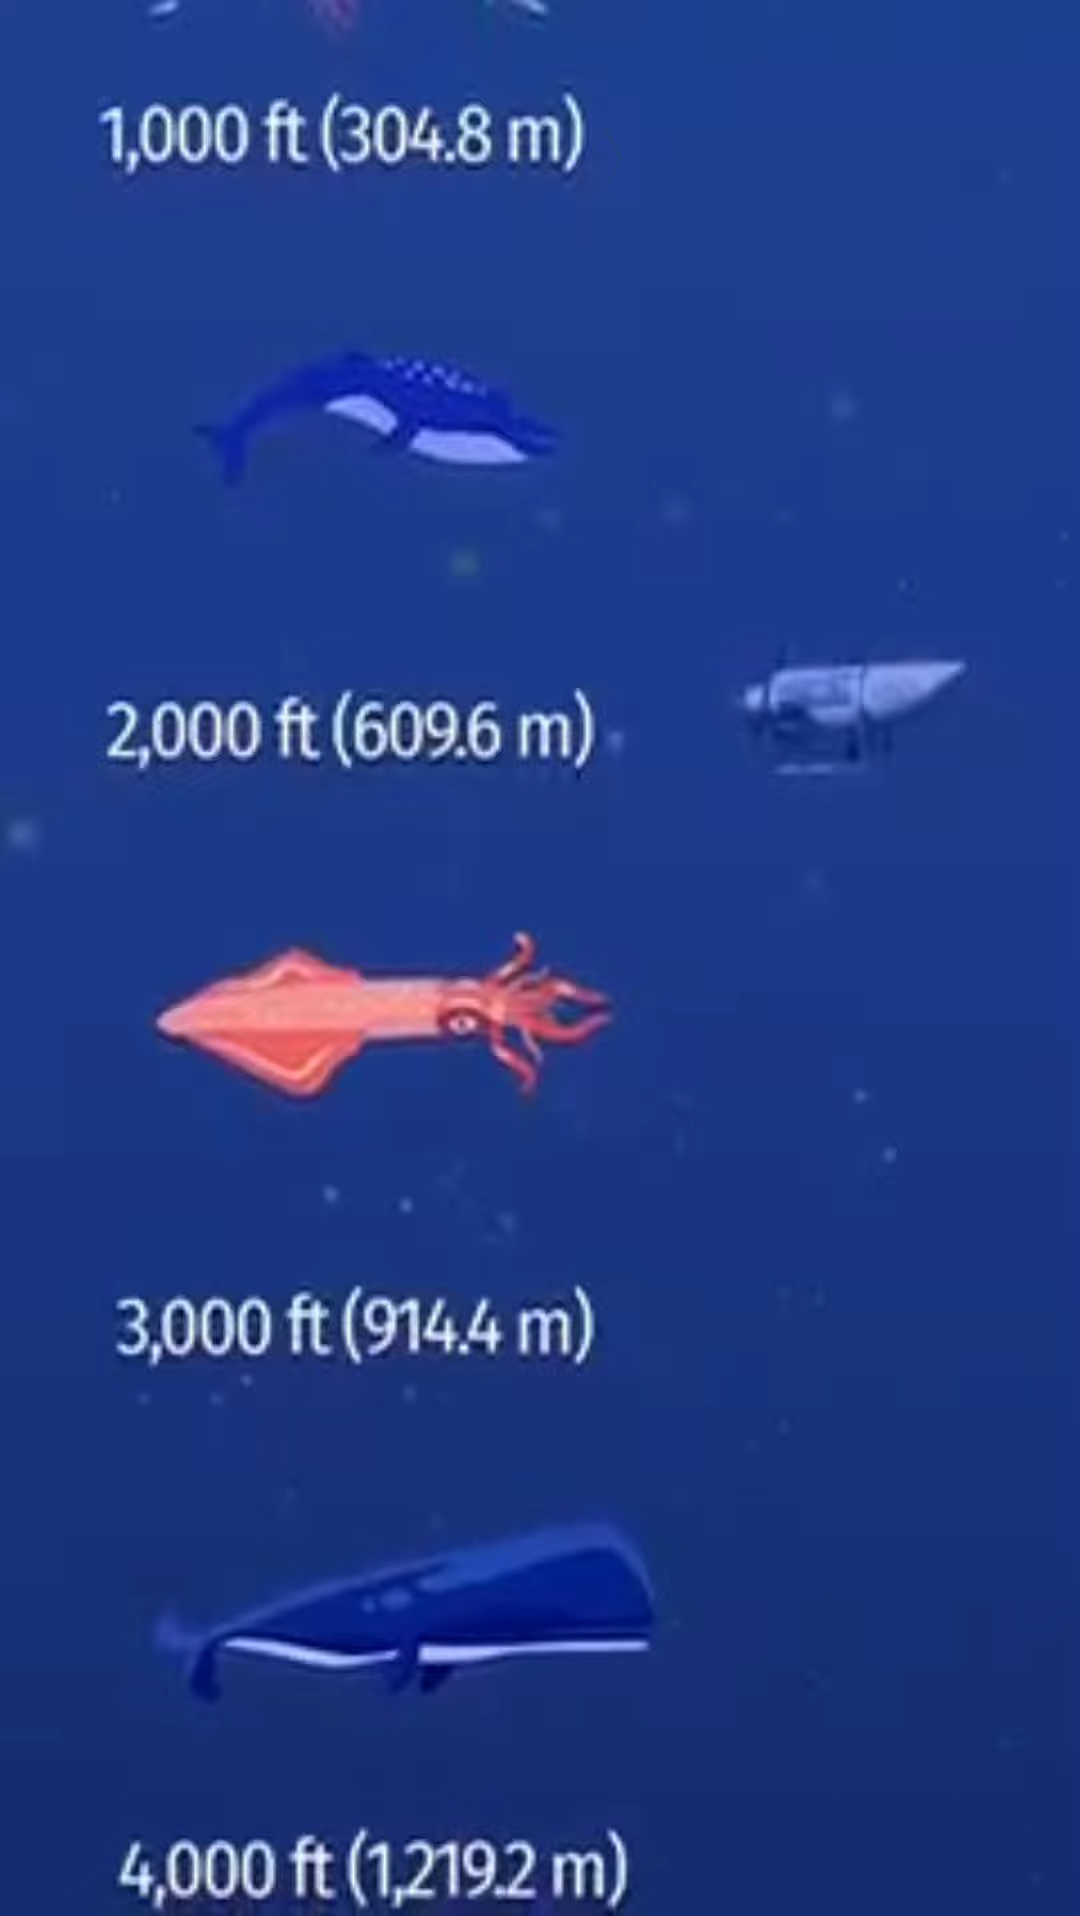 1,000 ft (304.8 m)
2,000 ft (609.6 m)
3,000 ft (914.4 m)
4,000 ft (1,219.2 m)